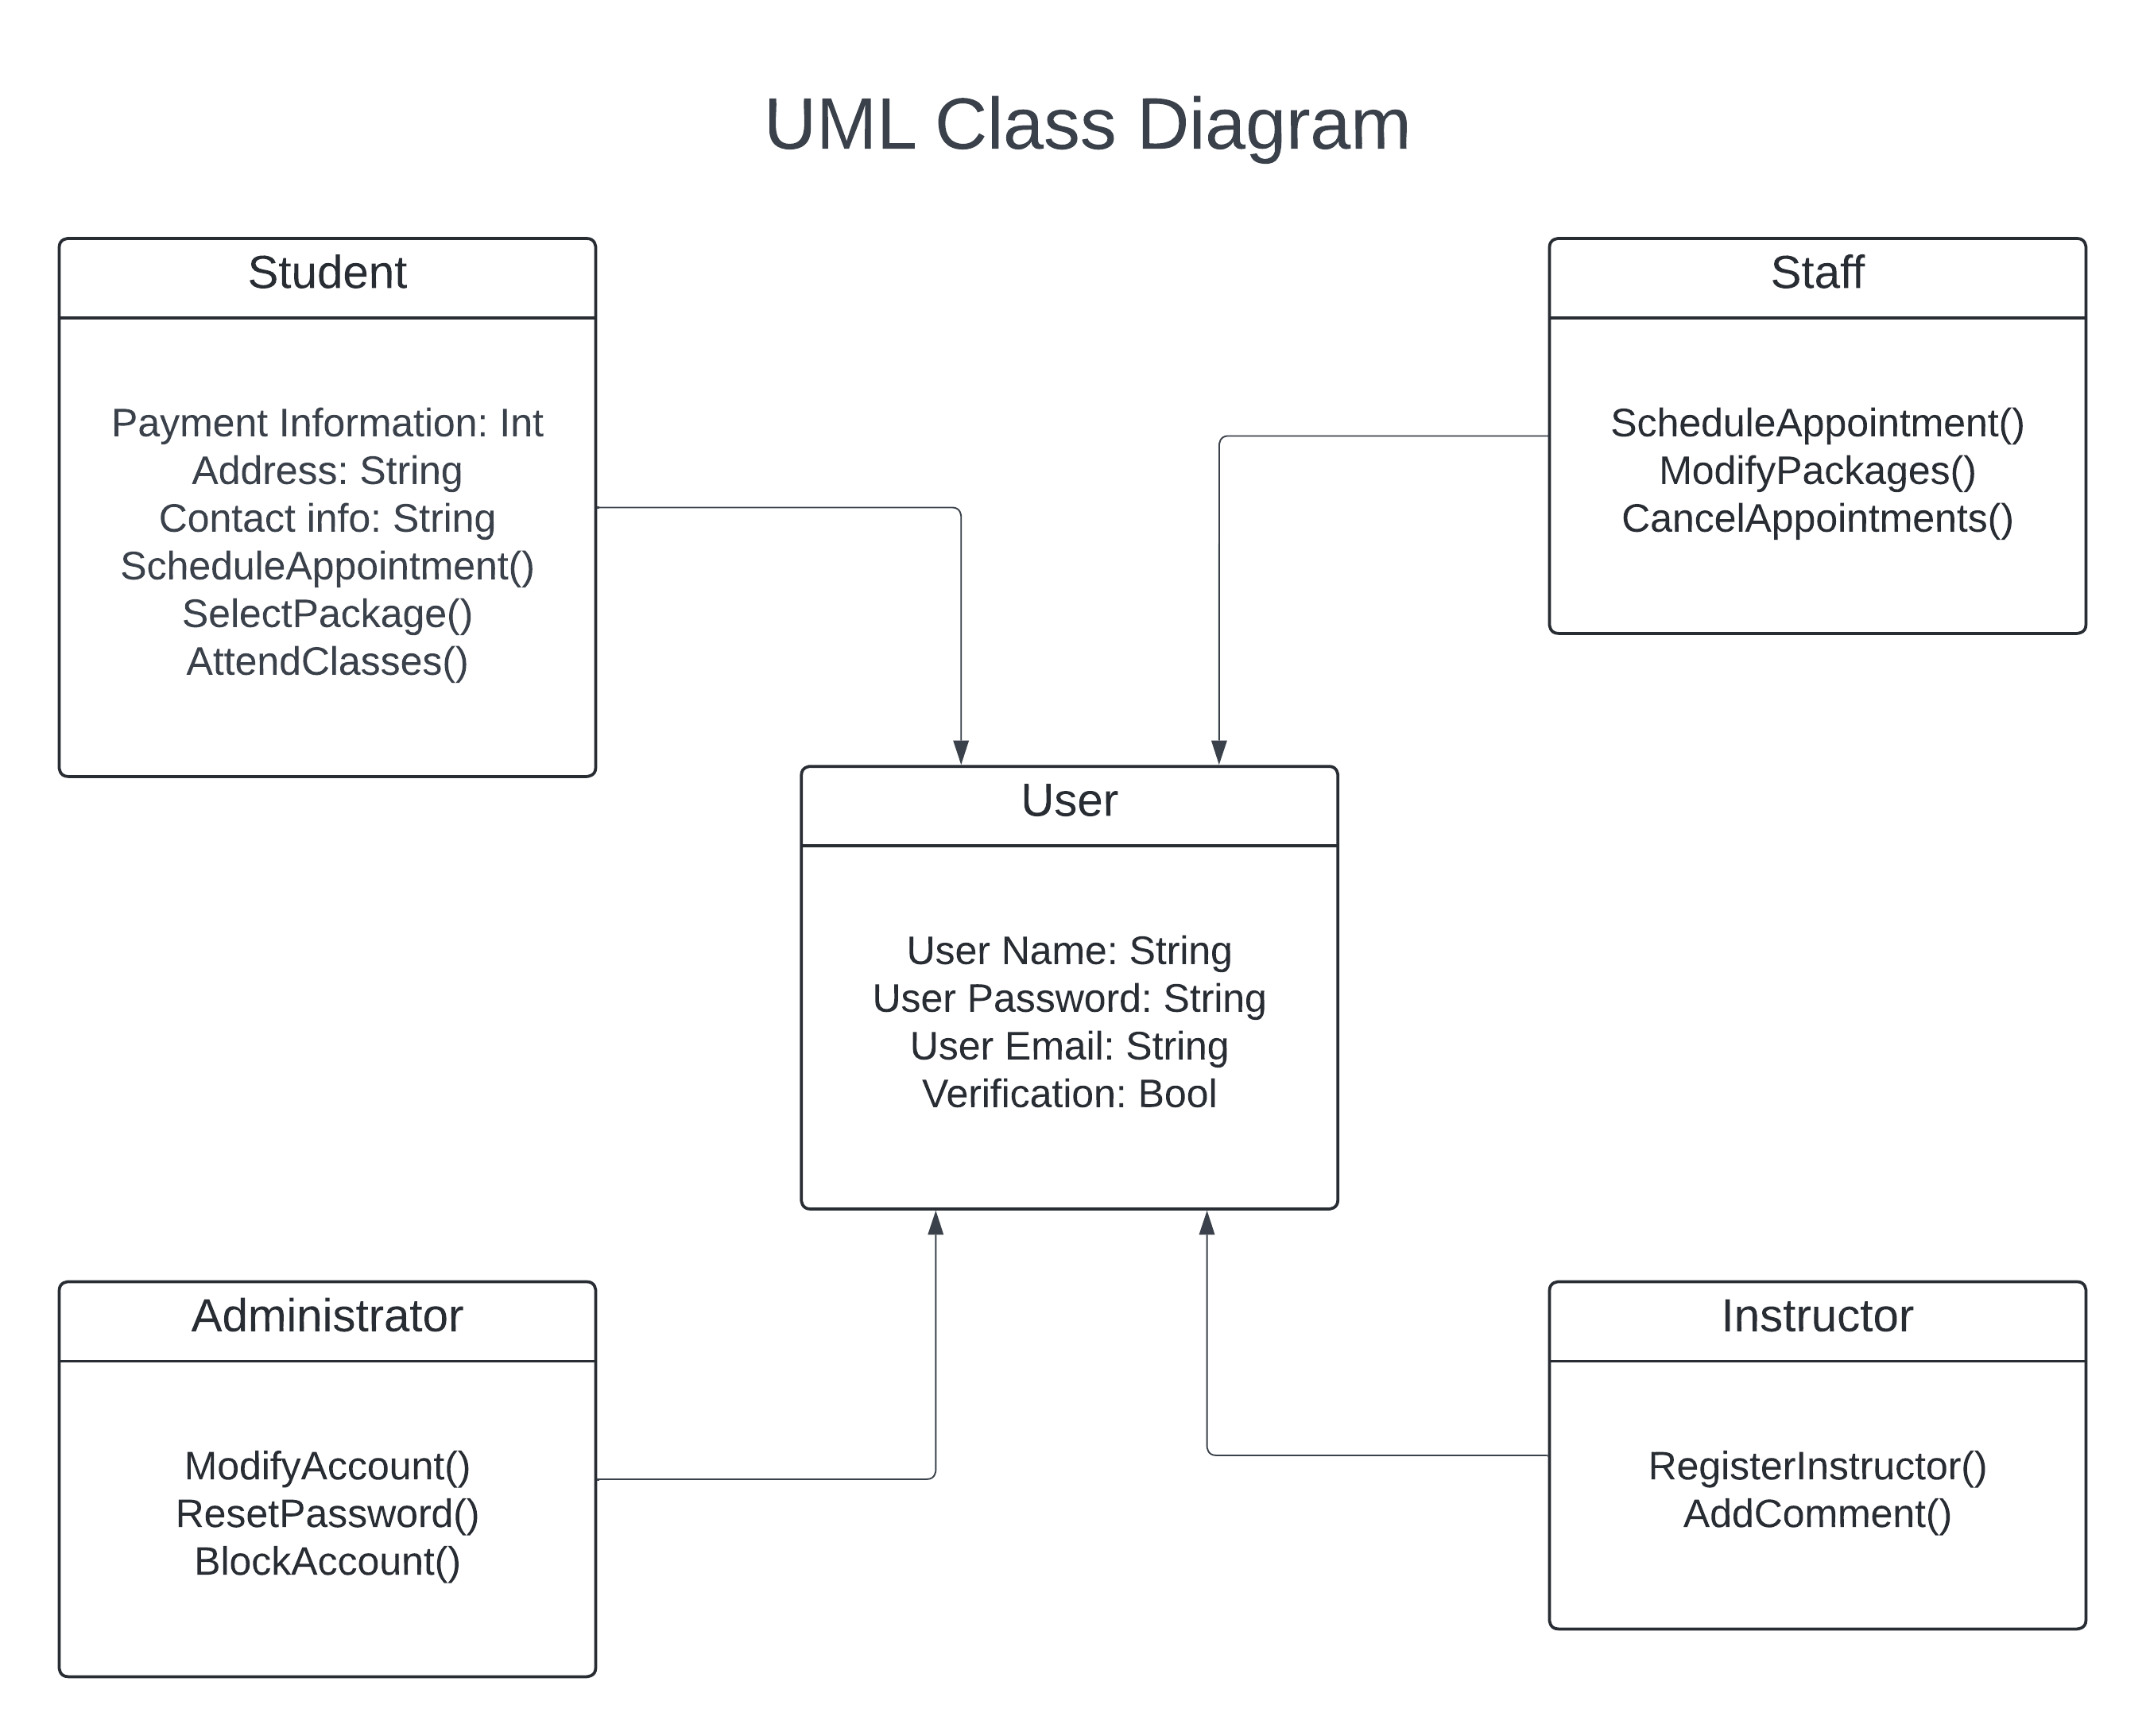 UML Class Diagram
Student
Payment Information: Int
Address: String
Contact info: String
ScheduleAppointment()
SelectPackage()
AttendClasses()
Staff
ScheduleAppointment()
ModifyPackages()
CancelAppointments()
User
User Name: String
User Password: String
User Email: String
Verification: Bool
Administrator
ModifyAccount()
ResetPassword()
BlockAccount()
Instructor
RegisterInstructor()
AddComment()